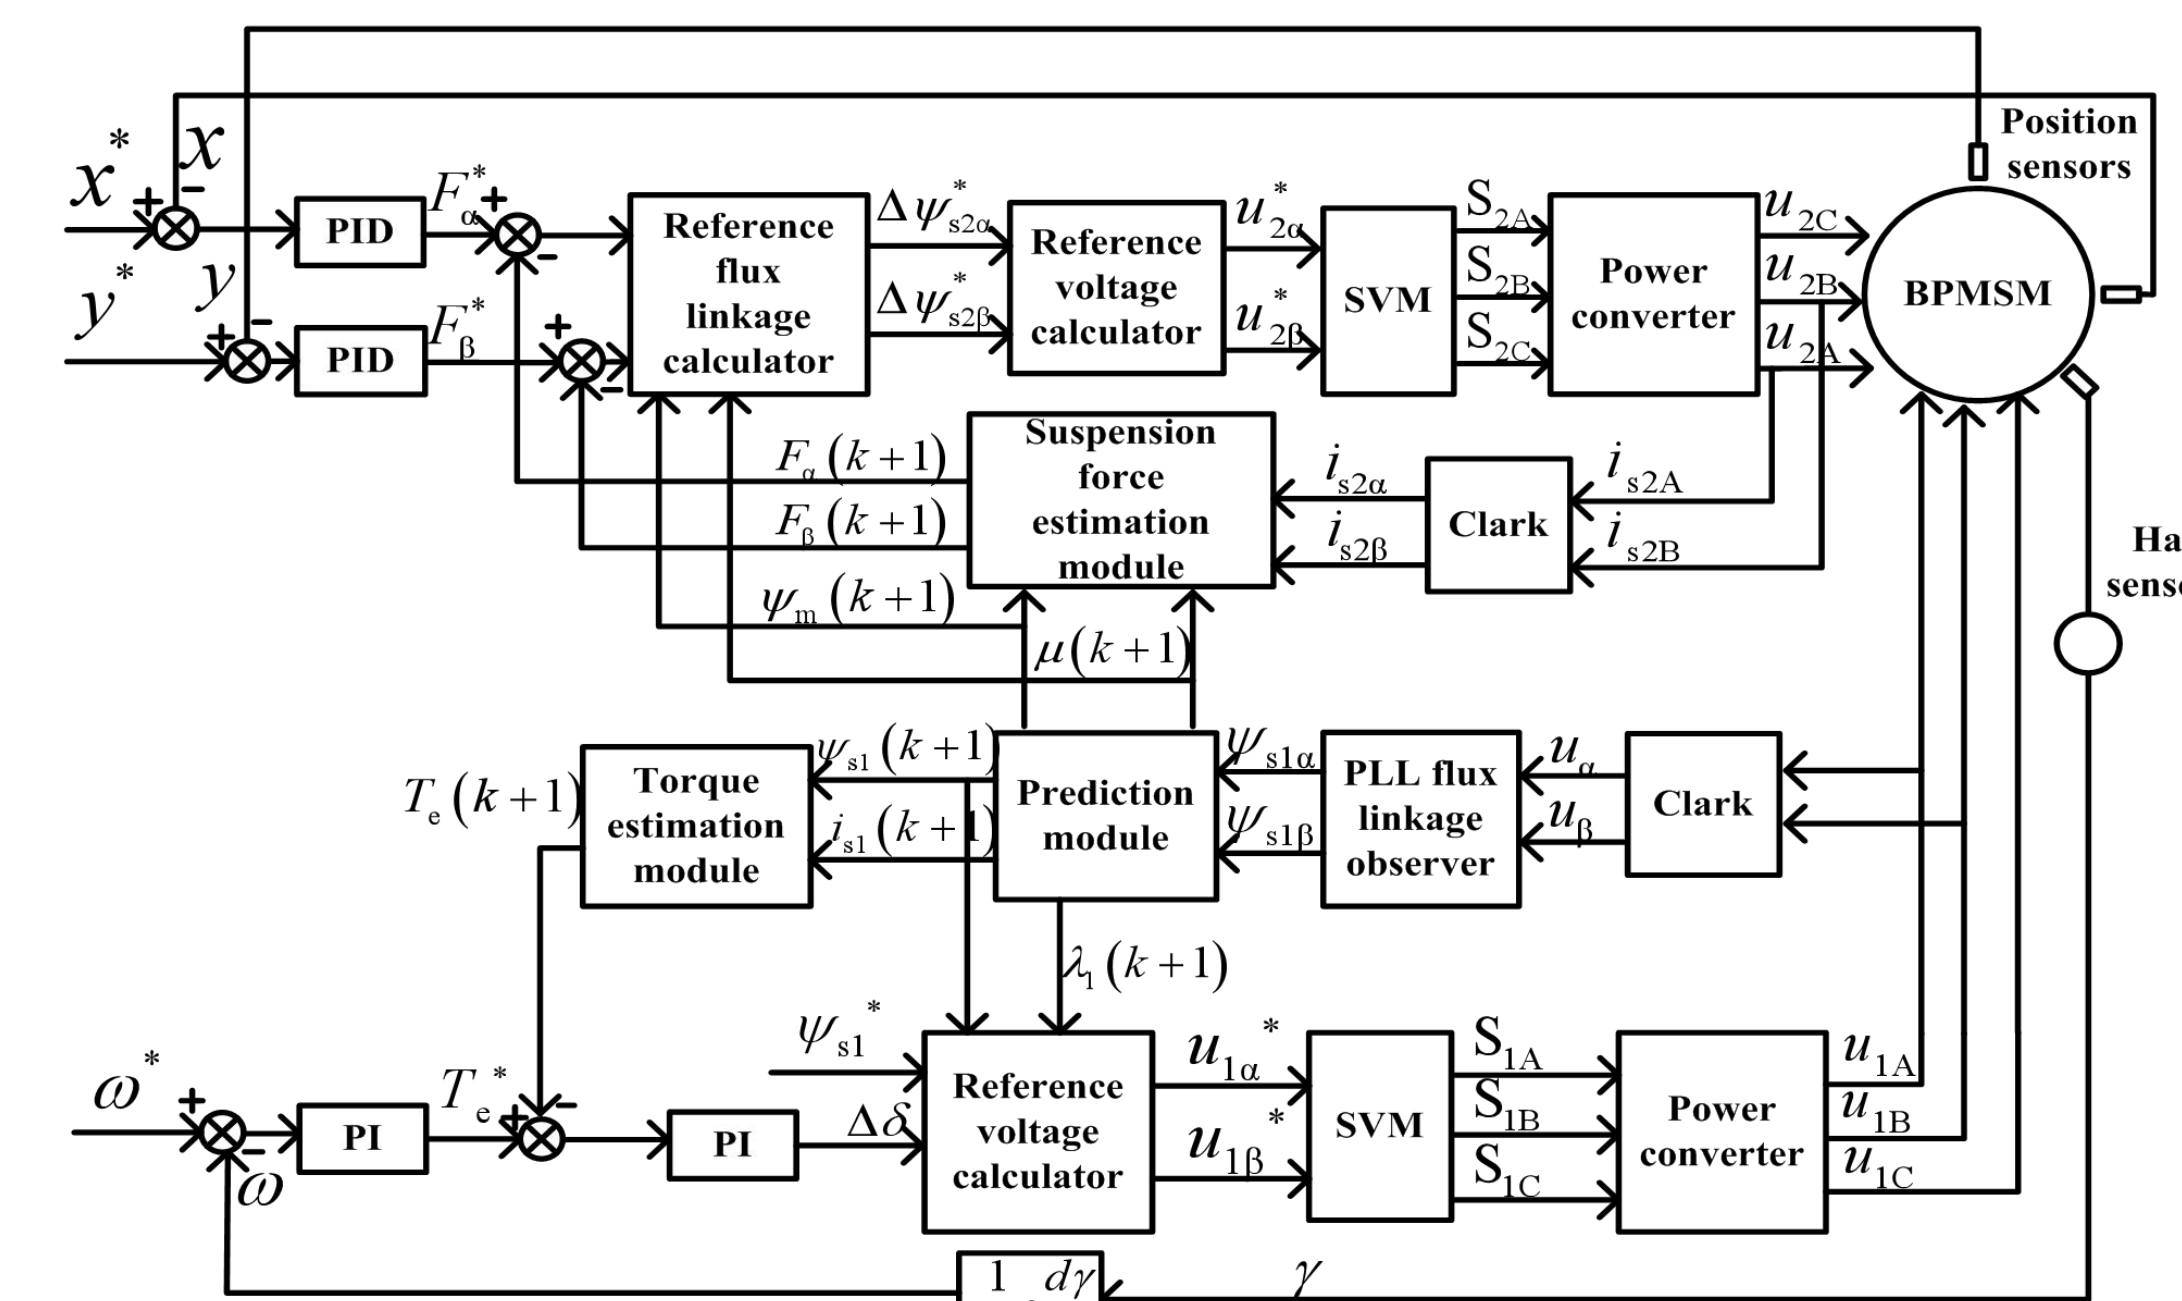 Position
sensors
x*
x
+
−
PID
F*α
+
−
Reference
flux
linkage
calculator
Δψ*s2α
Δψ*s2β
Reference
voltage
calculator
u*2α
u*2β
SVM
S2A
S2B
S2C
Power
converter
u2C
u2B
u2A
BPMSM
y*
y
+
−
PID
F*β
+
−
Fα(k+1)
Fβ(k+1)
ψm(k+1)
μ(k+1)
Suspension
force
estimation
module
is2α
is2β
Clark
is2A
is2B
Te(k+1)
Torque
estimation
module
ψs1(k+1)
is1(k+1)
Prediction
module
ψs1α
ψs1β
PLL flux
linkage
observer
uα
uβ
Clark
λ1(k+1)
ω*
+
−
ω
PI
Te*
+
−
PI
ψs1*
Δδ
Reference
voltage
calculator
u1α*
u1β*
SVM
S1A
S1B
S1C
Power
converter
u1A
u1B
u1C
1 dγ
γ